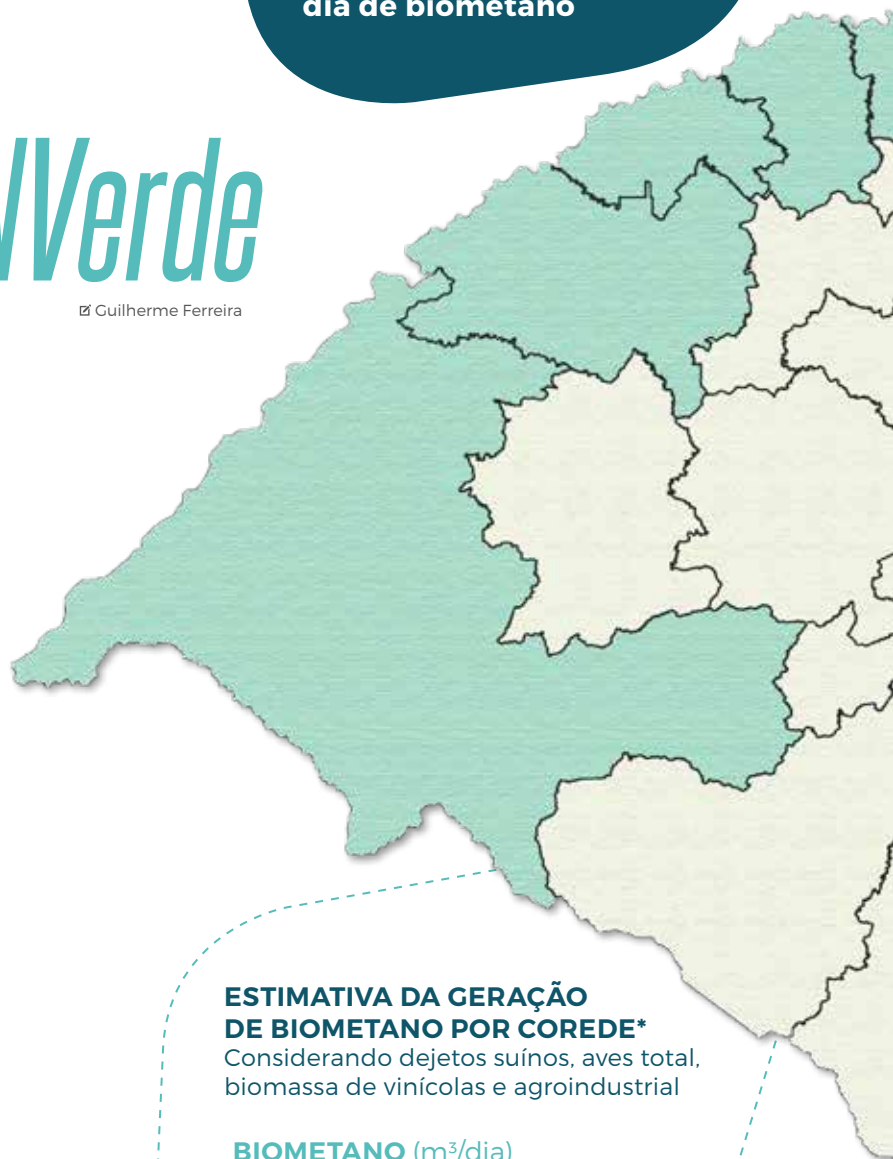 dia de biometano
Verde
Guilherme Ferreira
ESTIMATIVA DA GERAÇÃO
DE BIOMETANO POR COREDE*
Considerando dejetos suínos, aves total,
biomassa de vinícolas e agroindustrial
BIOMETANO (m³/dia)